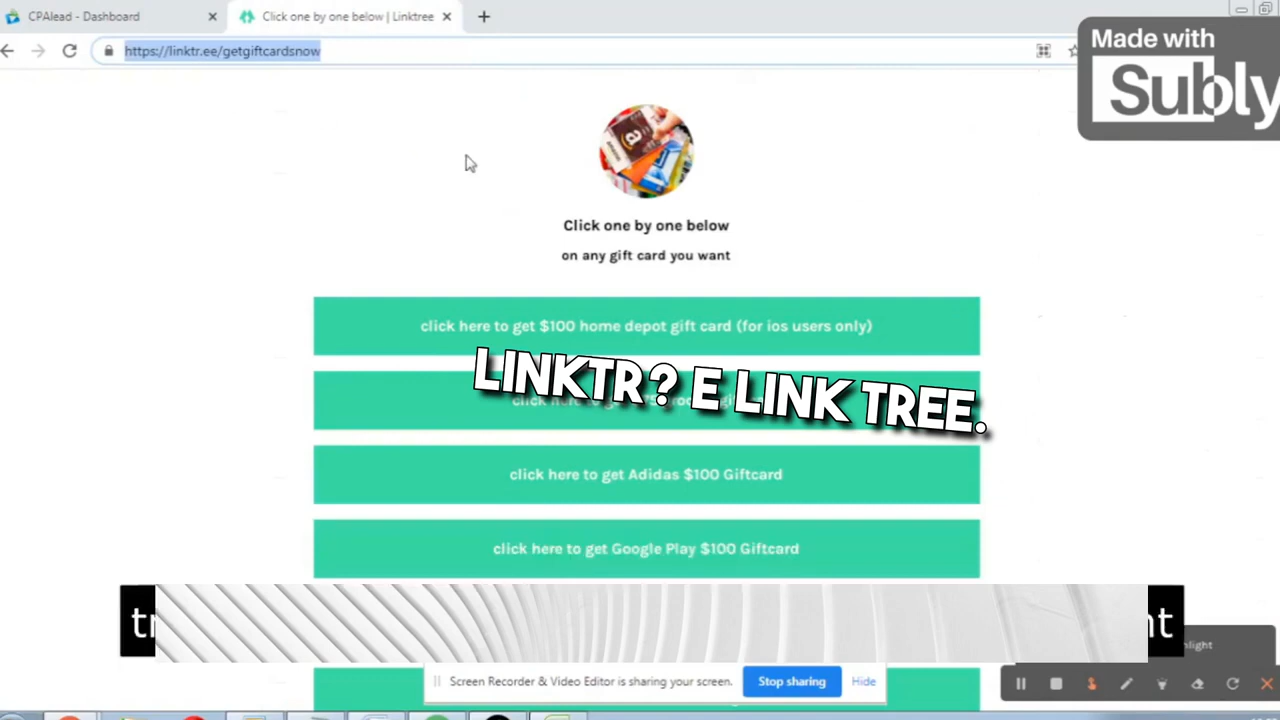 CPAlead - Dashboard
Click one by one below | Linktree
https://linktr.ee/getgiftcardsnow
Made with
Subly
a
Click one by one below
on any gift card you want
click here to get $100 home depot gift card (for ios users only)
LINKTR? E LINK TREE.
click here to get Adidas $100 Giftcard
click here to get Google Play $100 Giftcard
Screen Recorder & Video Editor is sharing your screen.
Stop sharing
Hide